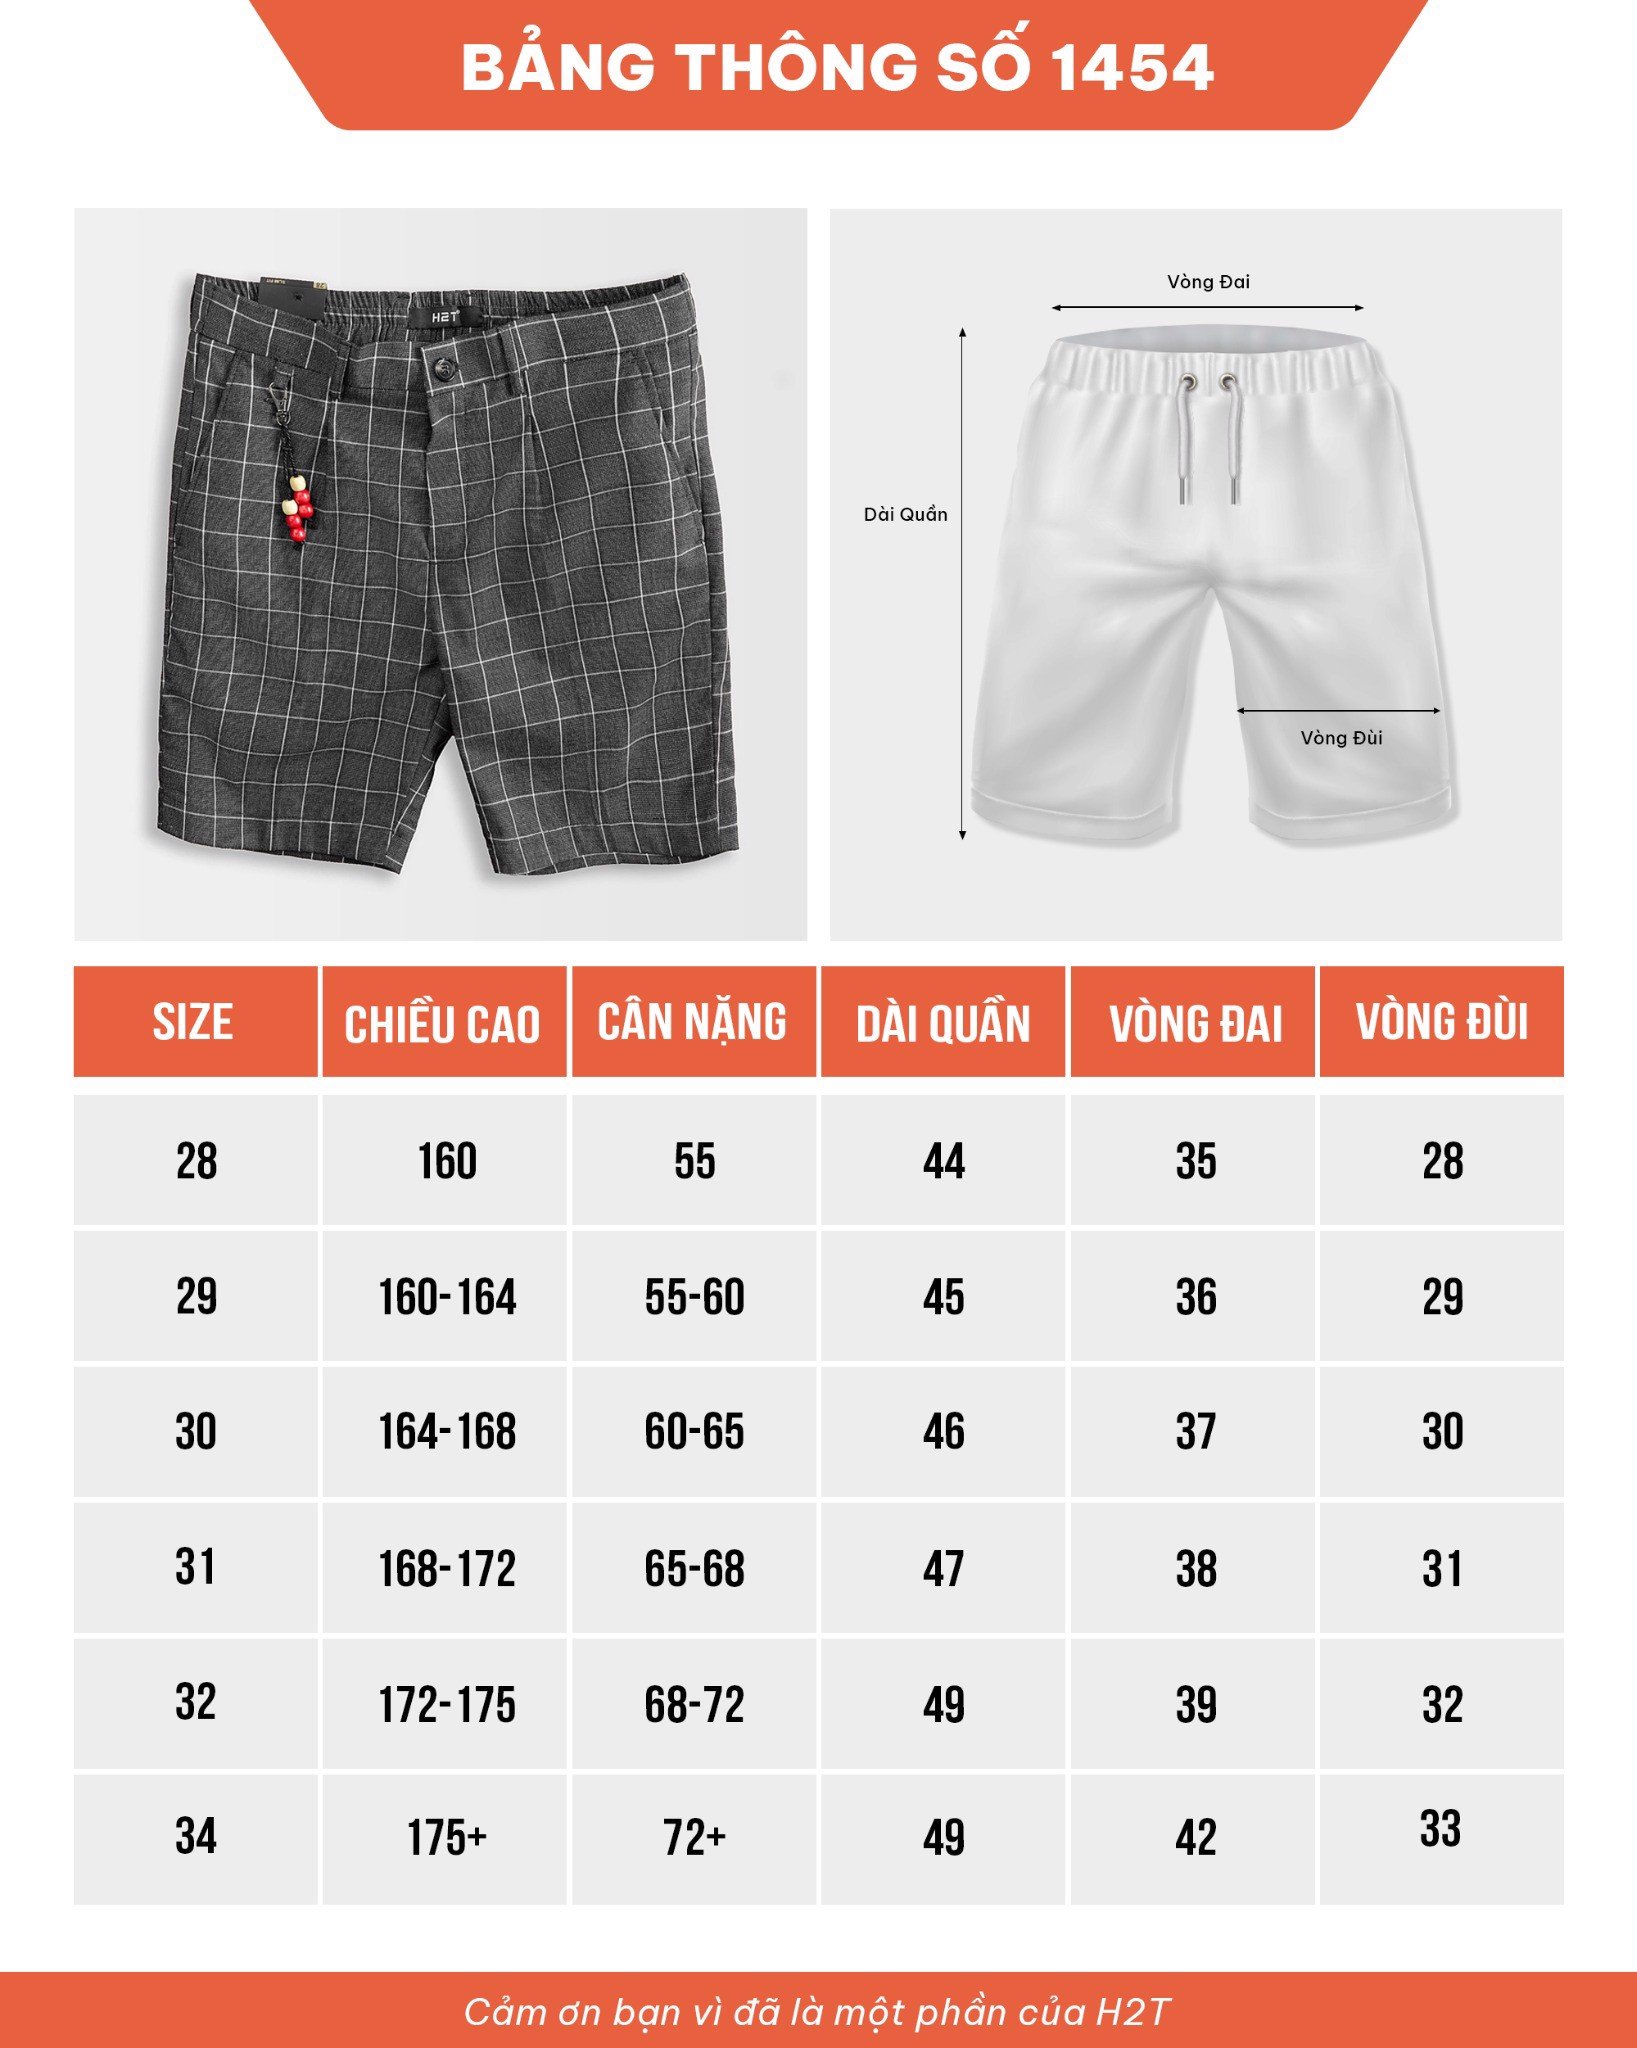 BẢNG THÔNG SỐ 1454
H2T
Vòng Đai
Dài Quần
Vòng Đùi
SIZE CHIỀU CAO CÂN NẶNG DÀI QUẦN VÒNG ĐAI VÒNG ĐÙI
28 160 55 44 35 28
29 160-164 55-60 45 36 29
30 164-168 60-65 46 37 30
31 168-172 65-68 47 38 31
32 172-175 68-72 49 39 32
34 175+ 72+ 49 42 33
Cảm ơn bạn vì đã là một phần của H2T